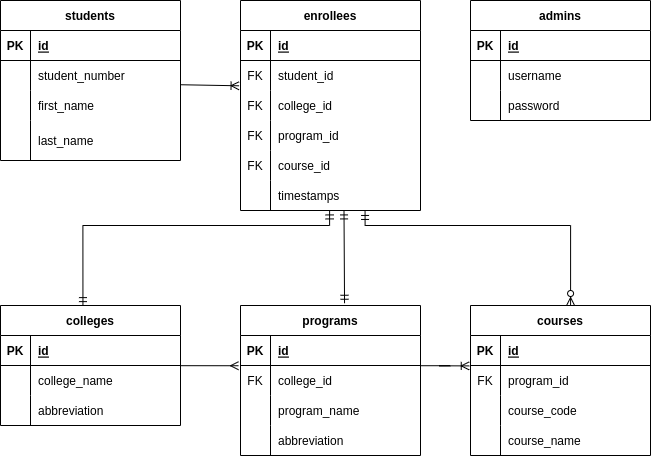 students
PK id
student_number
first_name
last_name
enrollees
PK id
FK student_id
FK college_id
FK program_id
FK course_id
timestamps
admins
PK id
username
password
colleges
PK id
college_name
abbreviation
programs
PK id
FK college_id
program_name
abbreviation
courses
PK id
FK program_id
course_code
course_name